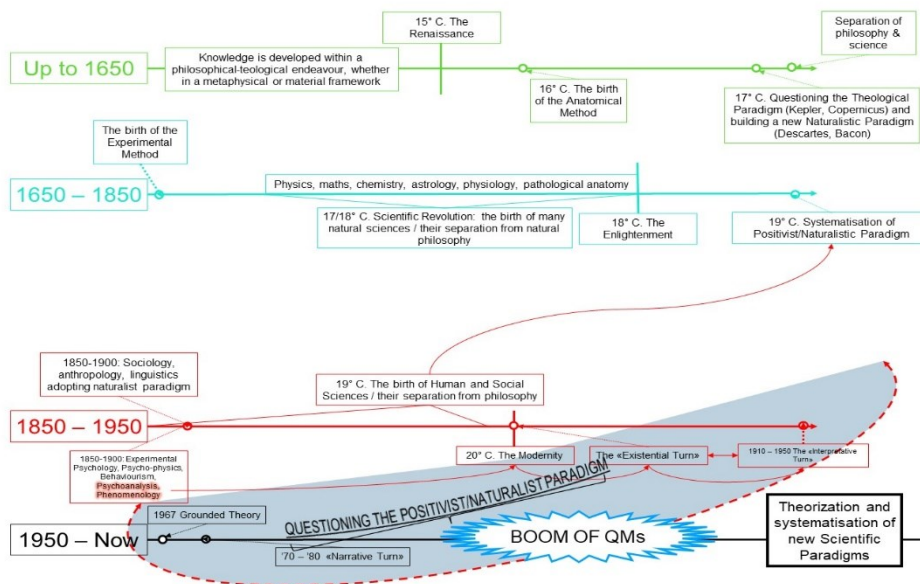 15° C. The
Renaissance
Separation of
philosophy &
science
Up to 1650
Knowledge is developed within a
philosophical-teological endeavour, whether
in a metaphysical or material framework
16° C. The birth
of the Anatomical
Method
17° C. Questioning the Theological
Paradigm (Kepler, Copernicus) and
building a new Naturalistic Paradigm
(Descartes, Bacon)
The birth of the
Experimental
Method
1650 – 1850
Physics, maths, chemistry, astrology, physiology, pathological anatomy
17/18° C. Scientific Revolution: the birth of many
natural sciences / their separation from natural
philosophy
18° C. The
Enlightenment
19° C. Systematisation of
Positivist/Naturalistic Paradigm
1850-1900: Sociology,
anthropology, linguistics
adopting naturalist paradigm
19° C. The birth of Human and Social
Sciences / their separation from philosophy
1850 – 1950
1850-1900: Experimental
Psychology, Psycho-physics,
Behaviourism,
Psychoanalysis,
Phenomenology
20° C. The Modernity
The «Existential Turn»
1910 – 1950 The «Interpretative
Turn»
QUESTIONING THE POSITIVIST/NATURALIST PARADIGM
1967 Grounded Theory
1950 – Now
'70 – '80 «Narrative Turn»
BOOM OF QMs
Theorization and
systematisation of
new Scientific
Paradigms